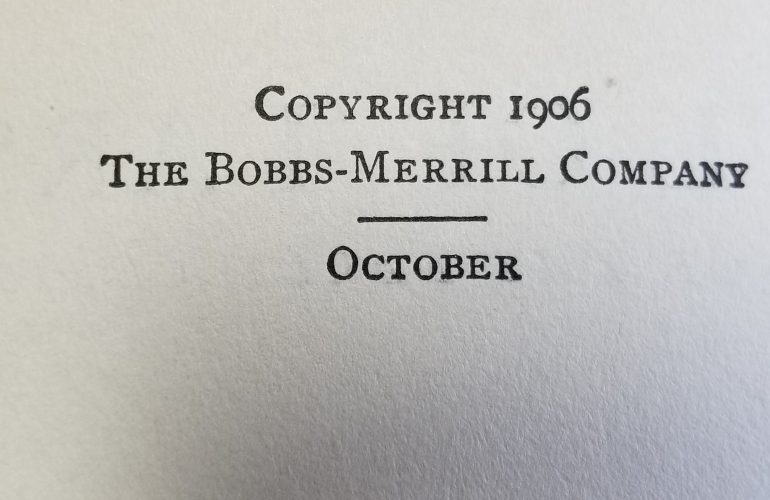 Copyright 1906
The Bobbs-Merrill Company
October